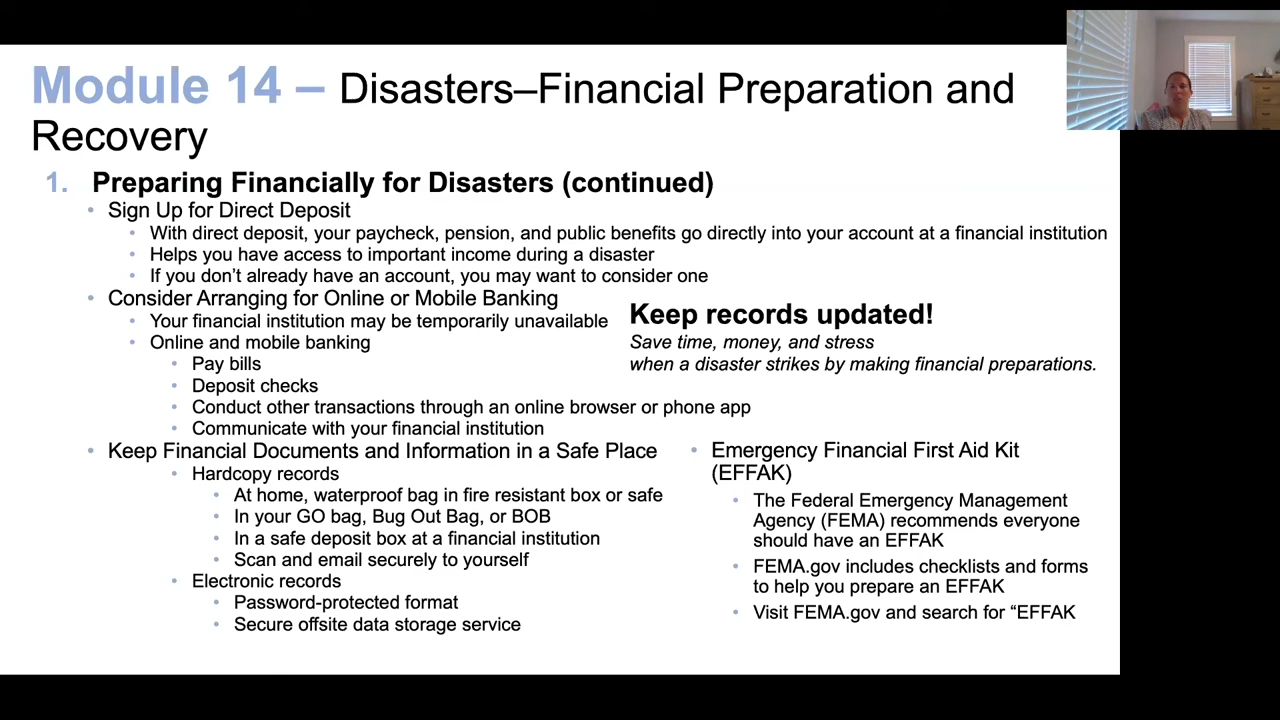 Module 14 – Disasters–Financial Preparation and
Recovery
1. Preparing Financially for Disasters (continued)
• Sign Up for Direct Deposit
• With direct deposit, your paycheck, pension, and public benefits go directly into your account at a financial institution
• Helps you have access to important income during a disaster
• If you don't already have an account, you may want to consider one
• Consider Arranging for Online or Mobile Banking
• Your financial institution may be temporarily unavailable
• Online and mobile banking
• Pay bills
• Deposit checks
• Conduct other transactions through an online browser or phone app
• Communicate with your financial institution
Keep records updated!
Save time, money, and stress
when a disaster strikes by making financial preparations.
• Keep Financial Documents and Information in a Safe Place
• Hardcopy records
• At home, waterproof bag in fire resistant box or safe
• In your GO bag, Bug Out Bag, or BOB
• In a safe deposit box at a financial institution
• Scan and email securely to yourself
• Electronic records
• Password-protected format
• Secure offsite data storage service
• Emergency Financial First Aid Kit
(EFFAK)
• The Federal Emergency Management
Agency (FEMA) recommends everyone
should have an EFFAK
• FEMA.gov includes checklists and forms
to help you prepare an EFFAK
• Visit FEMA.gov and search for “EFFAK